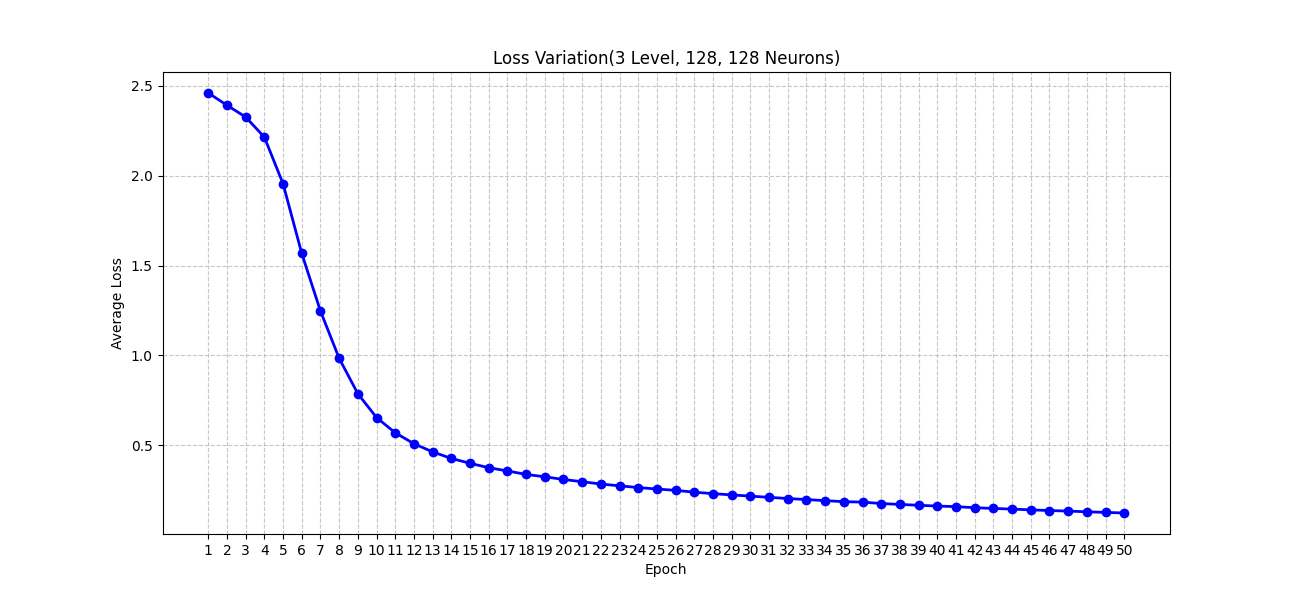 Loss Variation(3 Level, 128, 128 Neurons)
Average Loss
2.5
2.0
1.5
1.0
0.5
1 2 3 4 5 6 7 8 9 10 11 12 13 14 15 16 17 18 19 20 21 22 23 24 25 26 27 28 29 30 31 32 33 34 35 36 37 38 39 40 41 42 43 44 45 46 47 48 49 50
Epoch